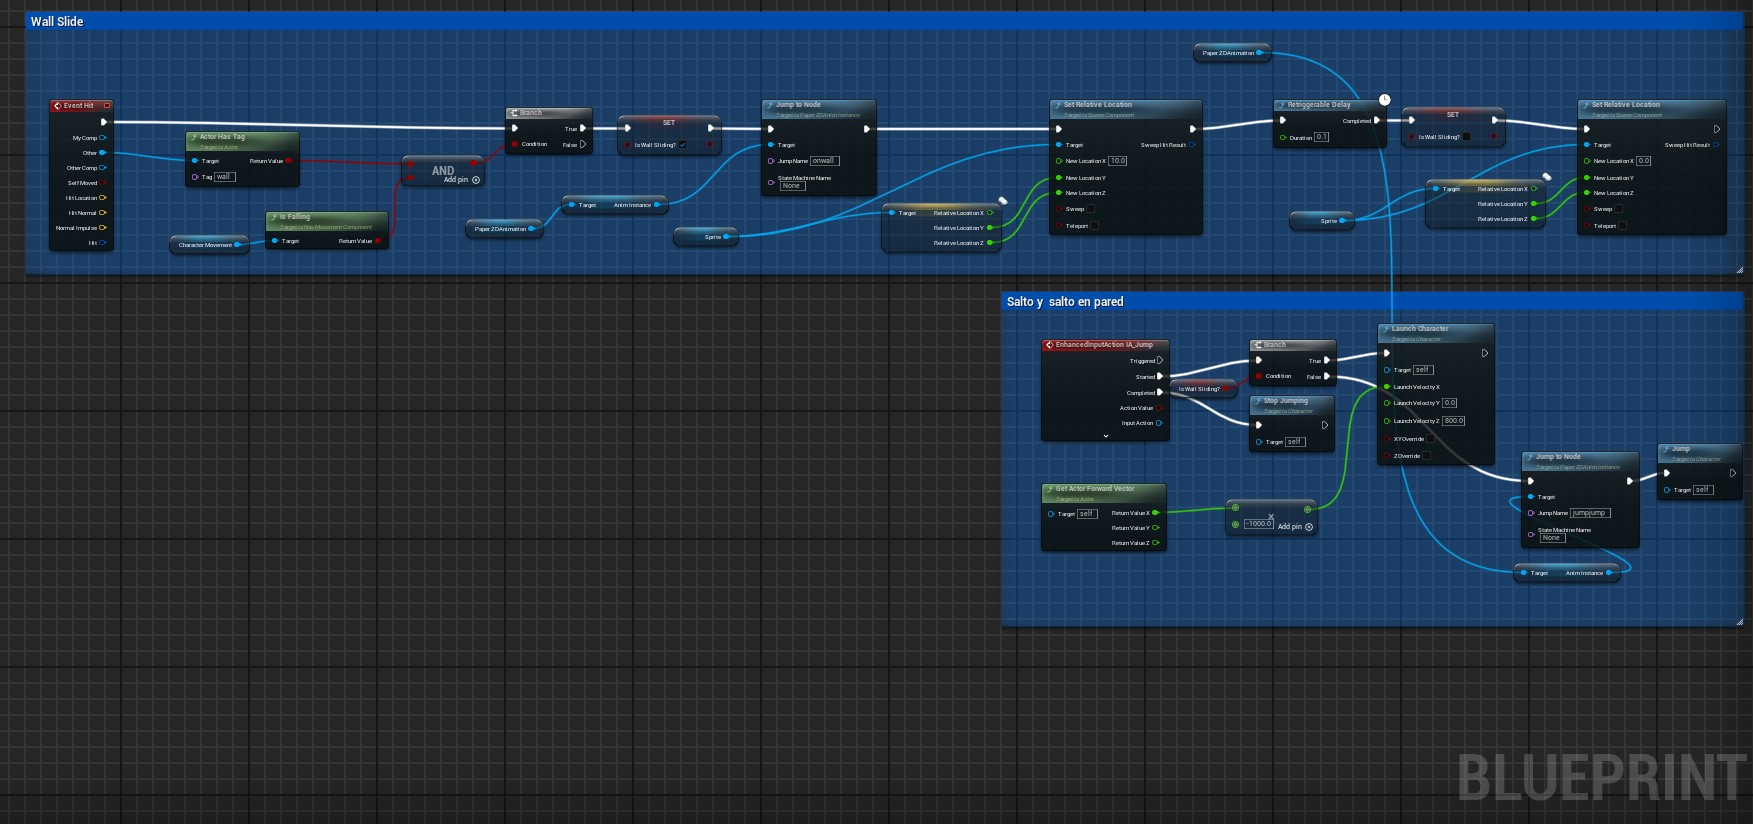 Wall Slide
PaperZDAnimation
Event Hit
My Comp
Other
Other Comp
Self Moved
Hit Location
Hit Normal
Normal Impulse
Hit
Actor Has Tag
Target is Actor
Target
Return Value
Tag
wall
Character Movement
Is Falling
Target is Nav Movement Component
Target
Return Value
AND
Add pin
Branch
True
Condition
False
SET
Is Wall Sliding?
PaperZDAnimation
Target
Anim Instance
Jump to Node
Target is Paper ZDAnim Instance
Target
Jump Name
onwall
State Machine Name
None
Sprite
Target
Relative Location X
Relative Location Y
Relative Location Z
Set Relative Location
Target is Scene Component
Target
Sweep Hit Result
New Location X
10.0
New Location Y
New Location Z
Sweep
Teleport
Retriggerable Delay
Completed
Duration
0.1
SET
Is Wall Sliding?
Sprite
Target
Relative Location X
Relative Location Y
Relative Location Z
Set Relative Location
Target is Scene Component
Target
Sweep Hit Result
New Location X
0.0
New Location Y
New Location Z
Sweep
Teleport
Salto y salto en pared
EnhancedInputAction IA_Jump
Triggered
Started
Completed
Action Value
Input Action
Is Wall Sliding?
Branch
True
Condition
False
Stop Jumping
Target is Character
Target
self
Get Actor Forward Vector
Target is Actor
Target
self
Return Value X
Return Value Y
Return Value Z
x
-1000.0
Add pin
Launch Character
Target is Character
Target
self
Launch Velocity X
Launch Velocity Y
0.0
Launch Velocity Z
800.0
XYOverride
ZOverride
Jump to Node
Target is Paper ZDAnim Instance
Target
Jump Name
jumpjump
State Machine Name
None
Target
Anim Instance
Jump
Target is Character
Target
self
BLUEPRINT